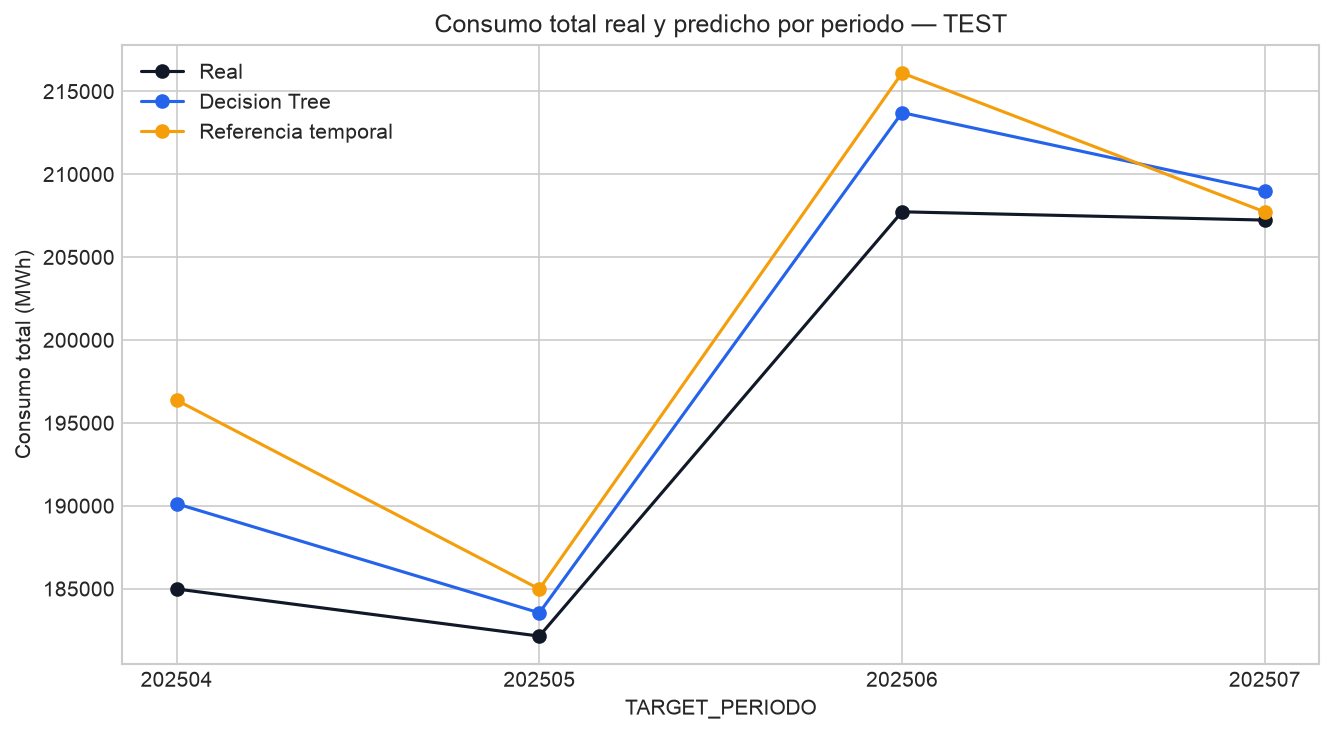 Consumo total real y predicho por periodo — TEST
Real
Decision Tree
Referencia temporal
Consumo total (MWh)
215000
210000
205000
200000
195000
190000
185000
202504 202505 202506 202507
TARGET_PERIODO